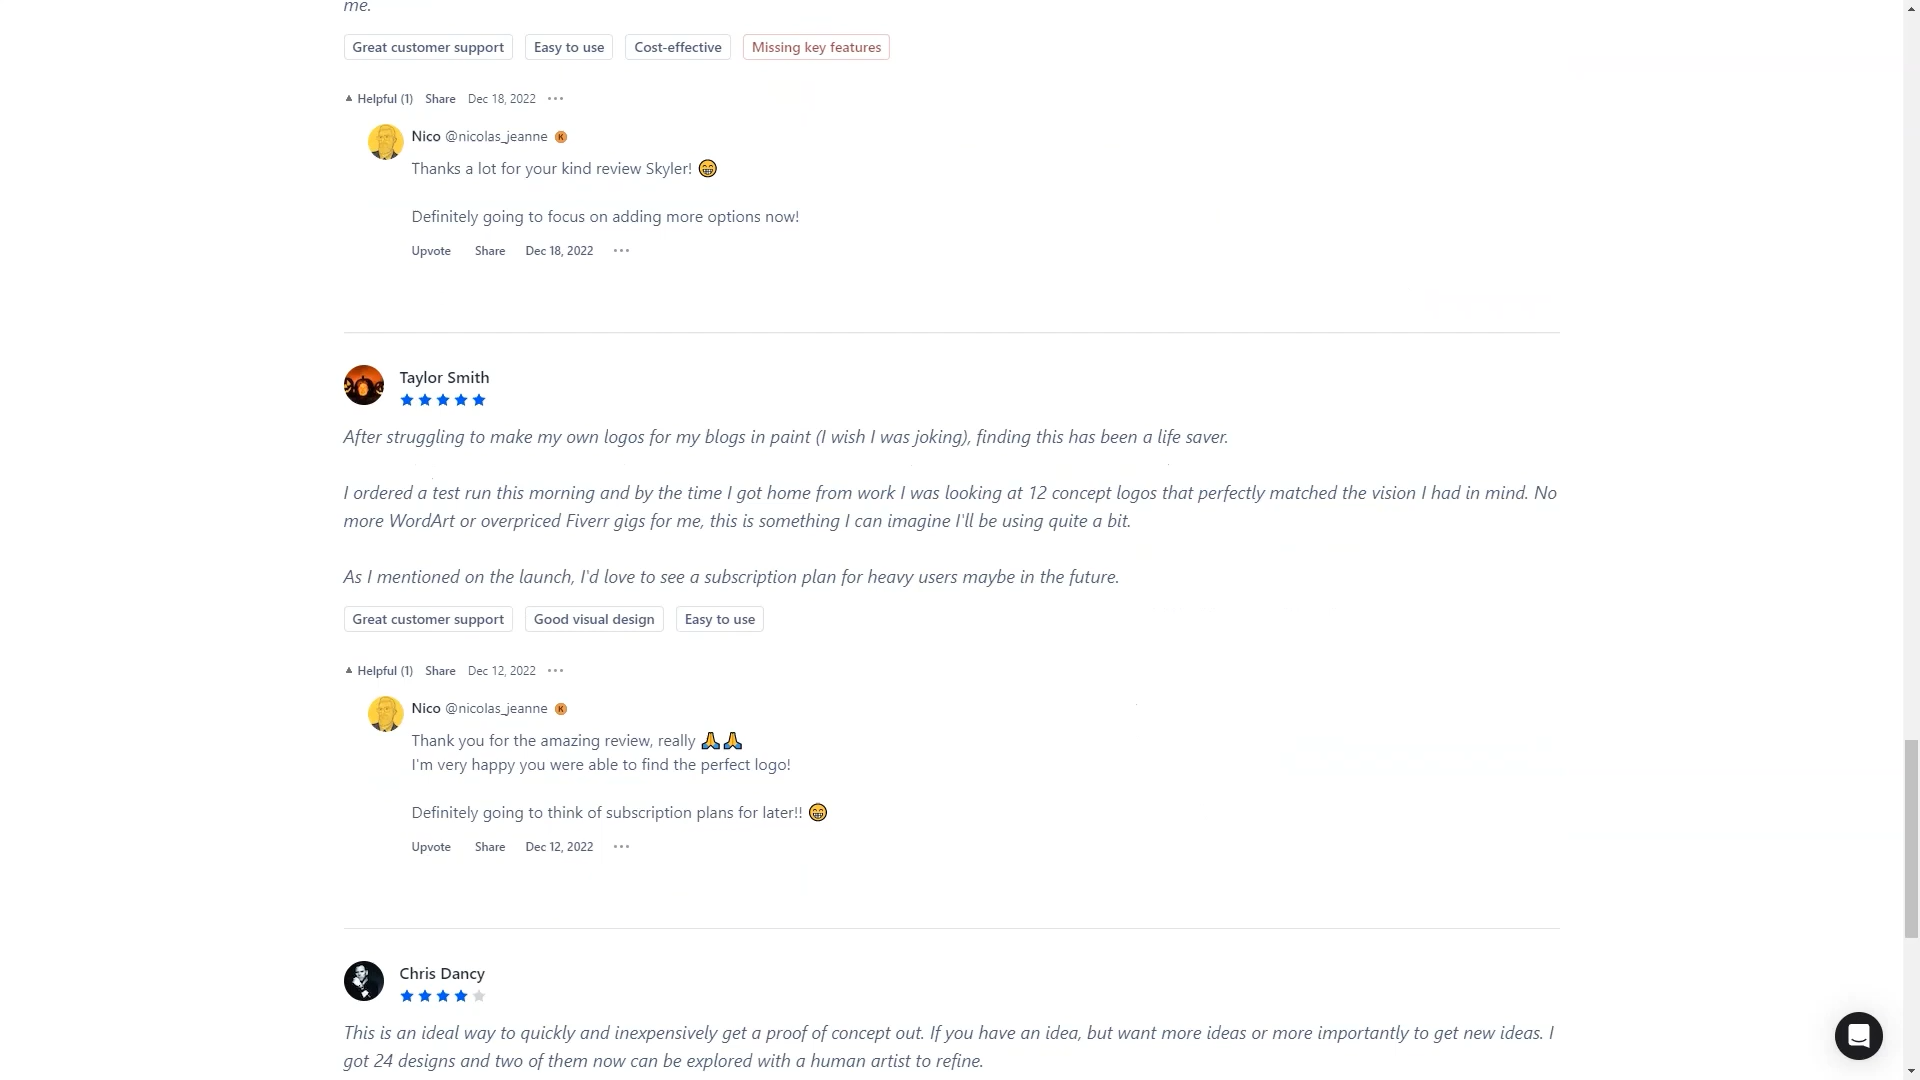 me.
Great customer support Easy to use Cost-effective Missing key features
Helpful (1) Share Dec 18, 2022
Nico @nicolas_jeanne K
Thanks a lot for your kind review Skyler! 😁
Definitely going to focus on adding more options now!
Upvote Share Dec 18, 2022
Taylor Smith
After struggling to make my own logos for my blogs in paint (I wish I was joking), finding this has been a life saver.
I ordered a test run this morning and by the time I got home from work I was looking at 12 concept logos that perfectly matched the vision I had in mind. No
more WordArt or overpriced Fiverr gigs for me, this is something I can imagine I'll be using quite a bit.
As I mentioned on the launch, I'd love to see a subscription plan for heavy users maybe in the future.
Great customer support Good visual design Easy to use
Helpful (1) Share Dec 12, 2022
Nico @nicolas_jeanne K
Thank you for the amazing review, really 🙏🙏
I'm very happy you were able to find the perfect logo!
Definitely going to think of subscription plans for later!! 😁
Upvote Share Dec 12, 2022
Chris Dancy
This is an ideal way to quickly and inexpensively get a proof of concept out. If you have an idea, but want more ideas or more importantly to get new ideas. I
got 24 designs and two of them now can be explored with a human artist to refine.